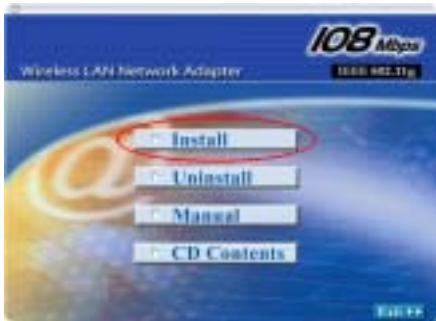 108 Mbps
Wireless LAN Network Adapter
IEEE 802.11g
Install
Uninstall
Manual
CD Contents
Exit